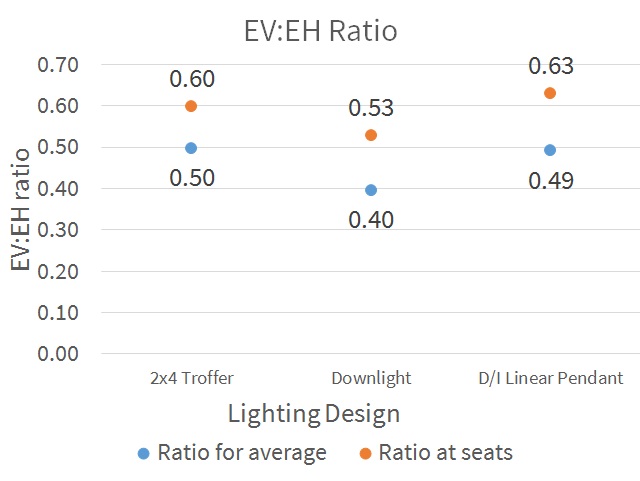 EV:EH Ratio
0.70
0.60
0.50
0.40
0.30
0.20
0.10
0.00
EV:EH ratio
0.60
0.53
0.63
0.50
0.40
0.49
2x4 Troffer
Downlight
D/I Linear Pendant
Lighting Design
Ratio for average
Ratio at seats